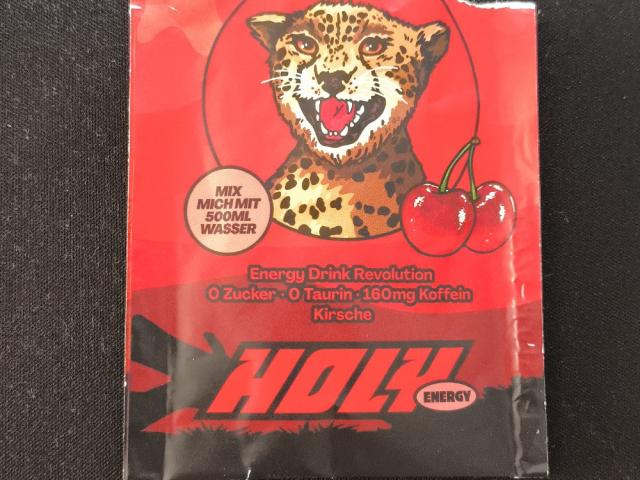 MIX
MICH MIT
500ML
WASSER
Energy Drink Revolution
0 Zucker · 0 Taurin · 160mg Koffein
Kirsche
HOLY
ENERGY